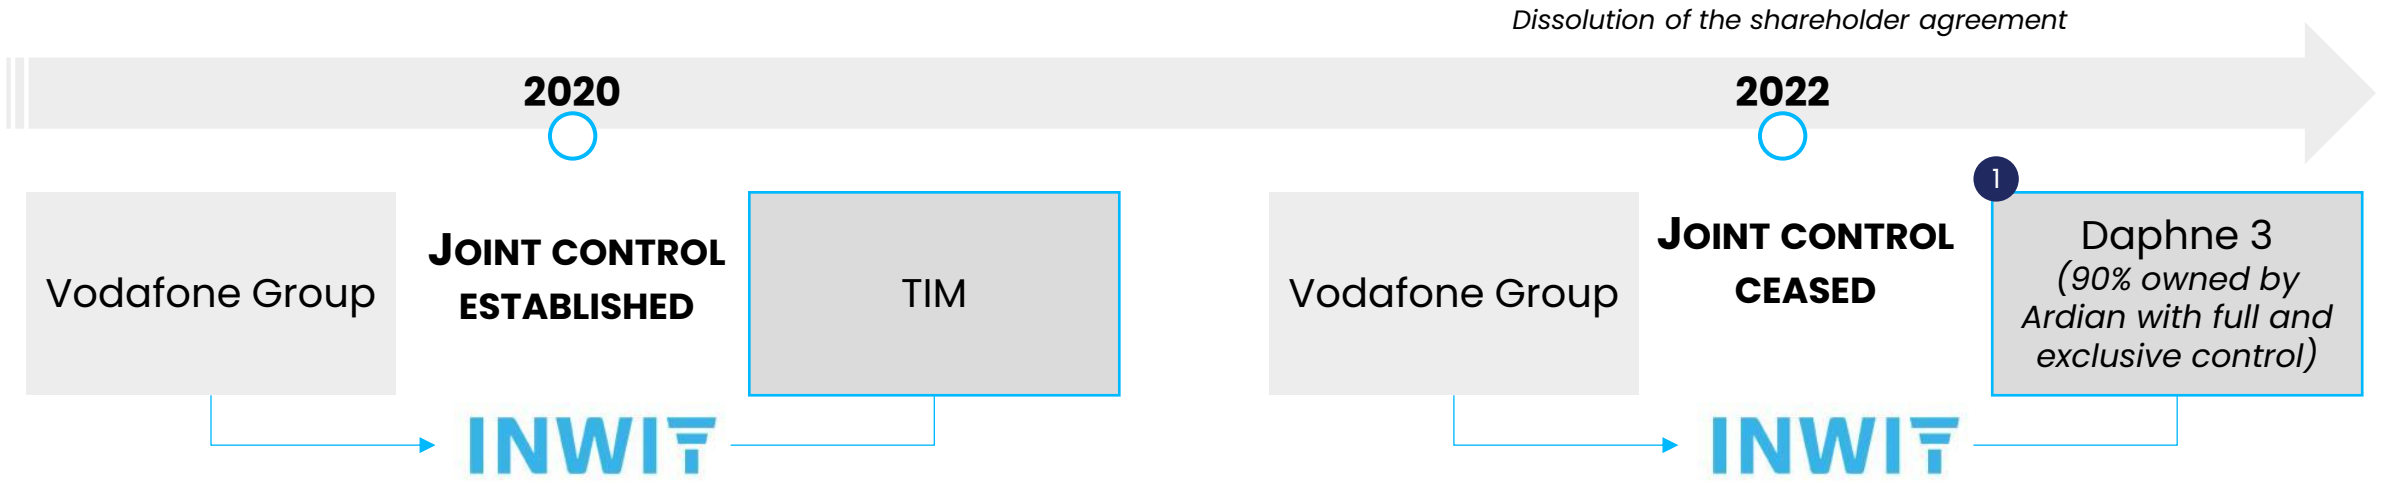 Dissolution of the shareholder agreement
2020
2022
Vodafone Group
JOINT CONTROL
ESTABLISHED
TIM
INWIT
Vodafone Group
JOINT CONTROL
CEASED
1
Daphne 3
(90% owned by
Ardian with full and
exclusive control)
INWIT